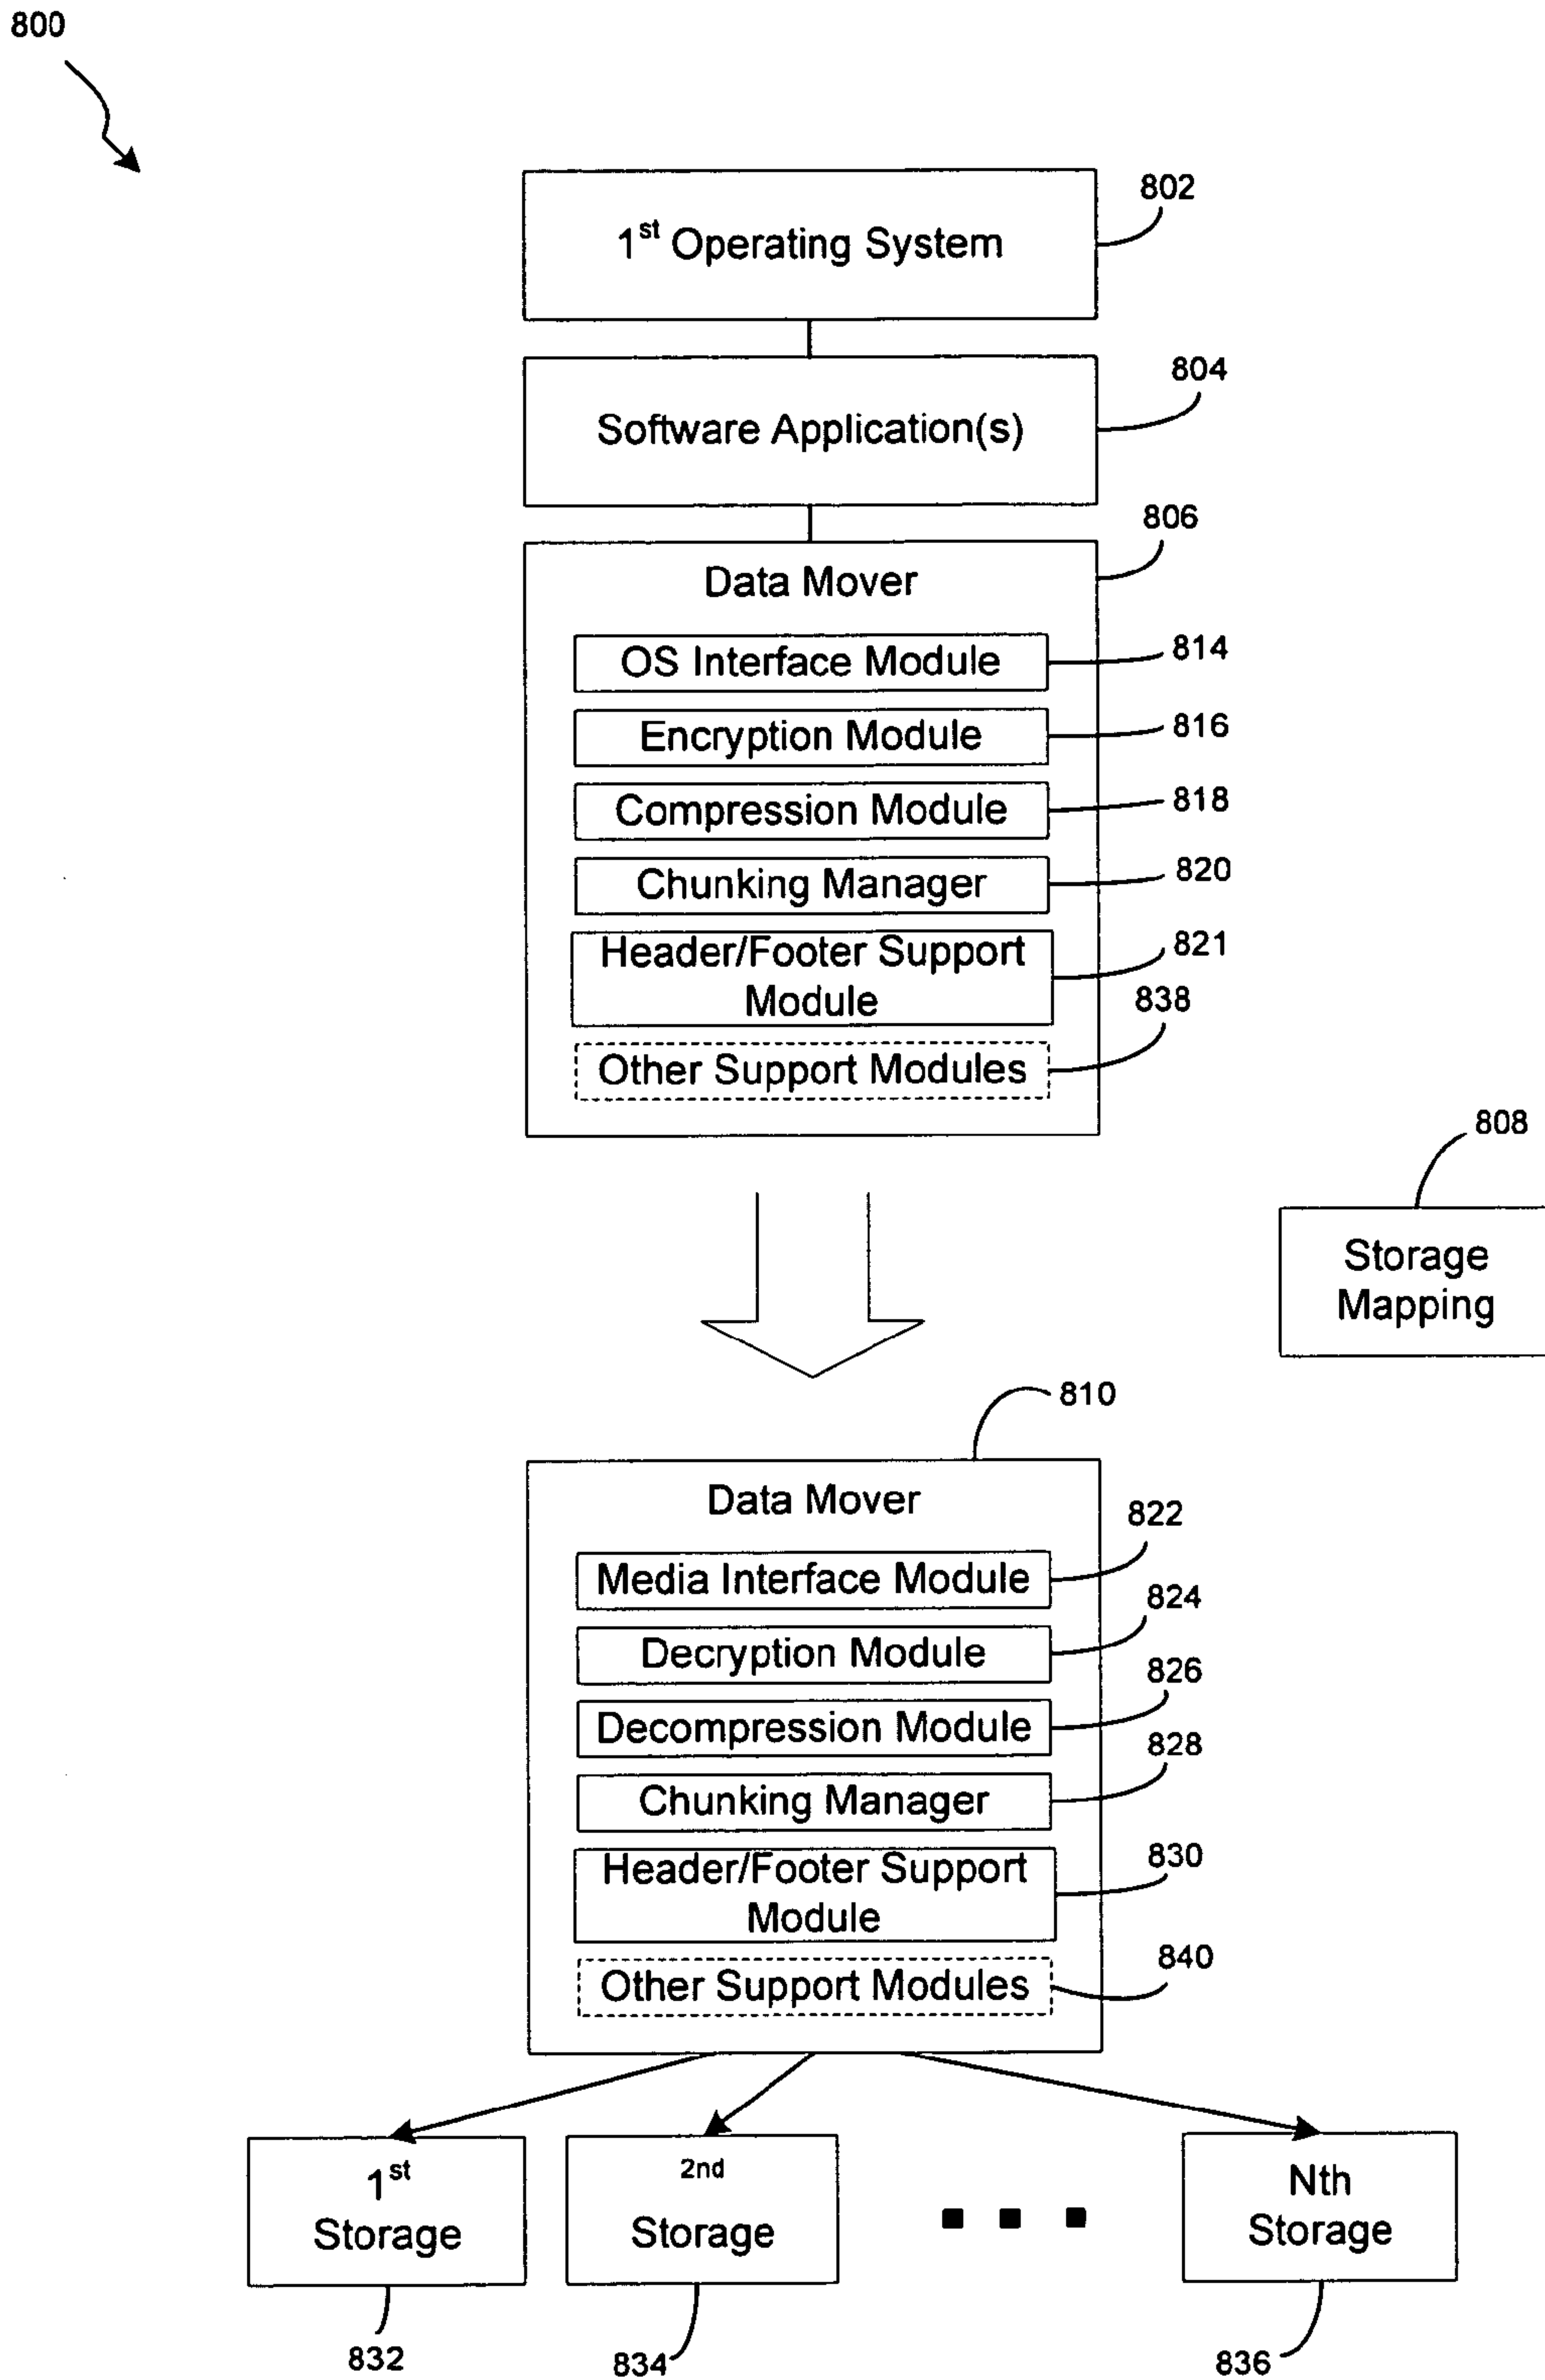 800
802
1st Operating System
804
Software Application(s)
806
Data Mover
OS Interface Module
814
Encryption Module
816
Compression Module
818
Chunking Manager
820
Header/Footer Support
Module
821
838
Other Support Modules
808
Storage
Mapping
810
Data Mover
822
Media Interface Module
824
Decryption Module
826
Decompression Module
828
Chunking Manager
830
Header/Footer Support
Module
840
Other Support Modules
1st
Storage
2nd
Storage
Nth
Storage
832
834
836